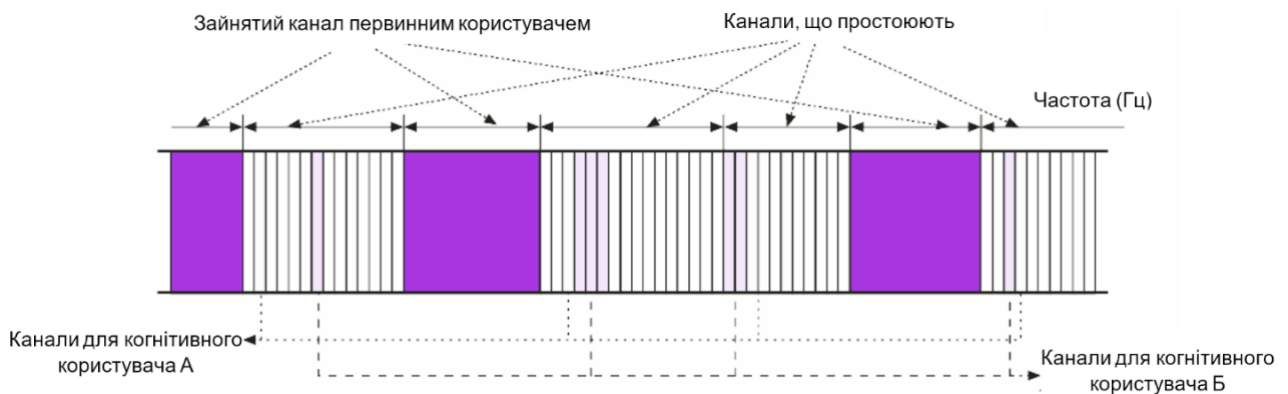 Зайнятий канал первинним користувачем
Канали, що простоюють
Частота (Гц)
Канали для когнітивного
користувача А
Канали для когнітивного
користувача Б